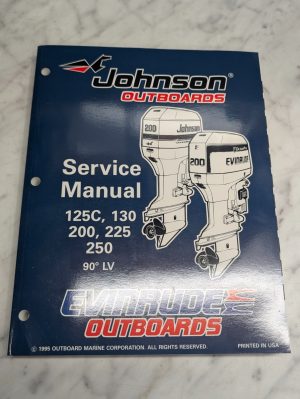 Johnson®
OUTBOARDS
200 Johnson
200 EVINRUDE
Service
Manual
125C, 130
200, 225
250
90° LV
EVINRUDE
OUTBOARDS
© 1995 OUTBOARD MARINE CORPORATION. ALL RIGHTS RESERVED. PRINTED IN USA